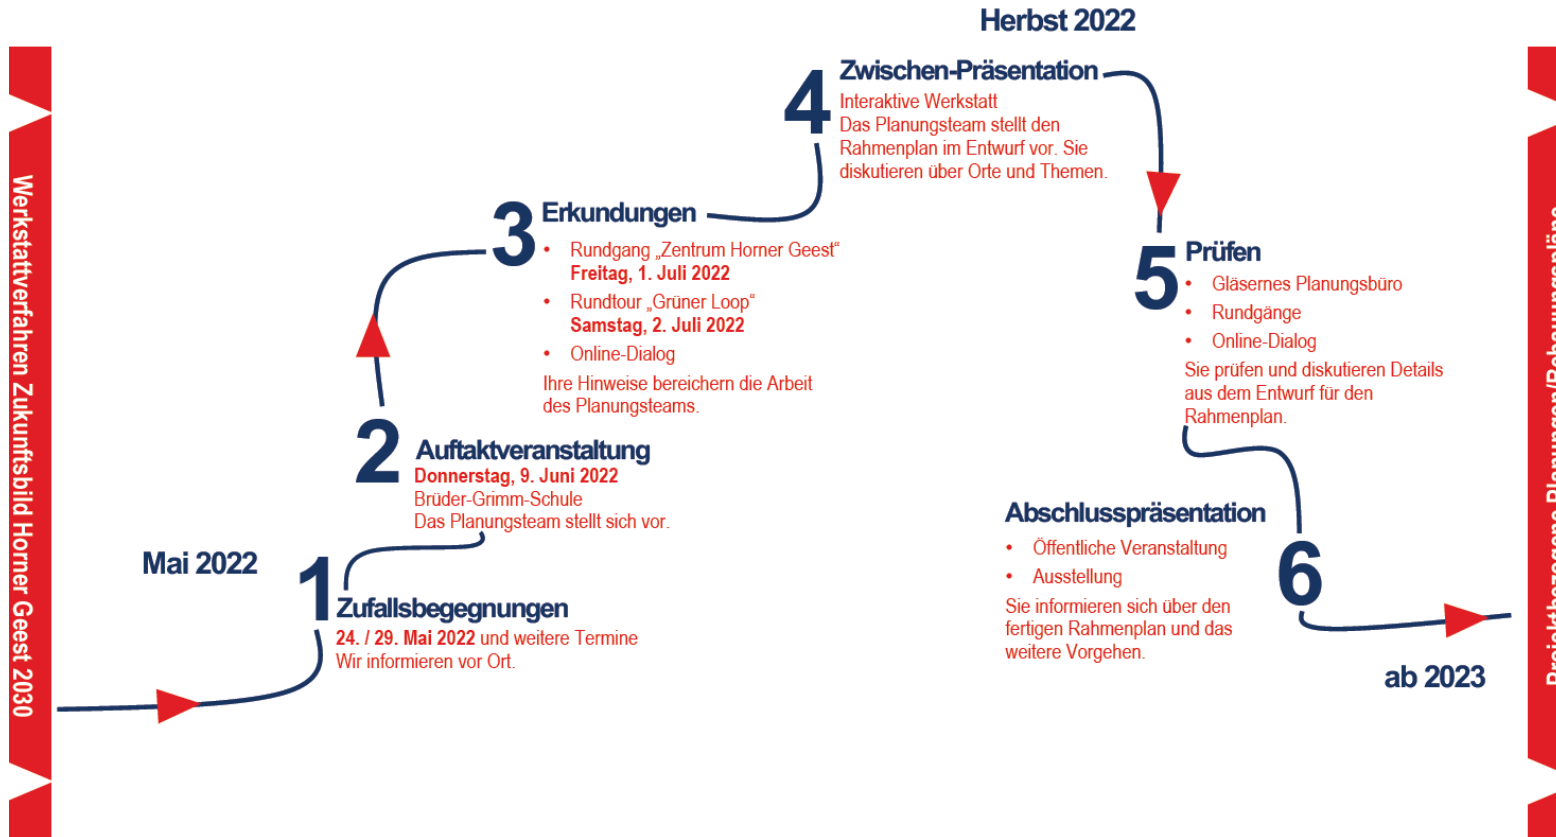 Werkstattverfahren Zukunftsbild Horner Geest 2030
Mai 2022
1
Zufallsbegegnungen
24. / 29. Mai 2022 und weitere Termine
Wir informieren vor Ort.
2
Auftaktveranstaltung
Donnerstag, 9. Juni 2022
Brüder-Grimm-Schule
Das Planungsteam stellt sich vor.
3
Erkundungen
• Rundgang „Zentrum Horner Geest“
Freitag, 1. Juli 2022
• Rundtour „Grüner Loop“
Samstag, 2. Juli 2022
• Online-Dialog
Ihre Hinweise bereichern die Arbeit
des Planungsteams.
Herbst 2022
4
Zwischen-Präsentation
Interaktive Werkstatt
Das Planungsteam stellt den
Rahmenplan im Entwurf vor. Sie
diskutieren über Orte und Themen.
5
Prüfen
• Gläsernes Planungsbüro
• Rundgänge
• Online-Dialog
Sie prüfen und diskutieren Details
aus dem Entwurf für den
Rahmenplan.
6
Abschlusspräsentation
• Öffentliche Veranstaltung
• Ausstellung
Sie informieren sich über den
fertigen Rahmenplan und das
weitere Vorgehen.
ab 2023
Projektbezogene Planungen/Bebauungspläne